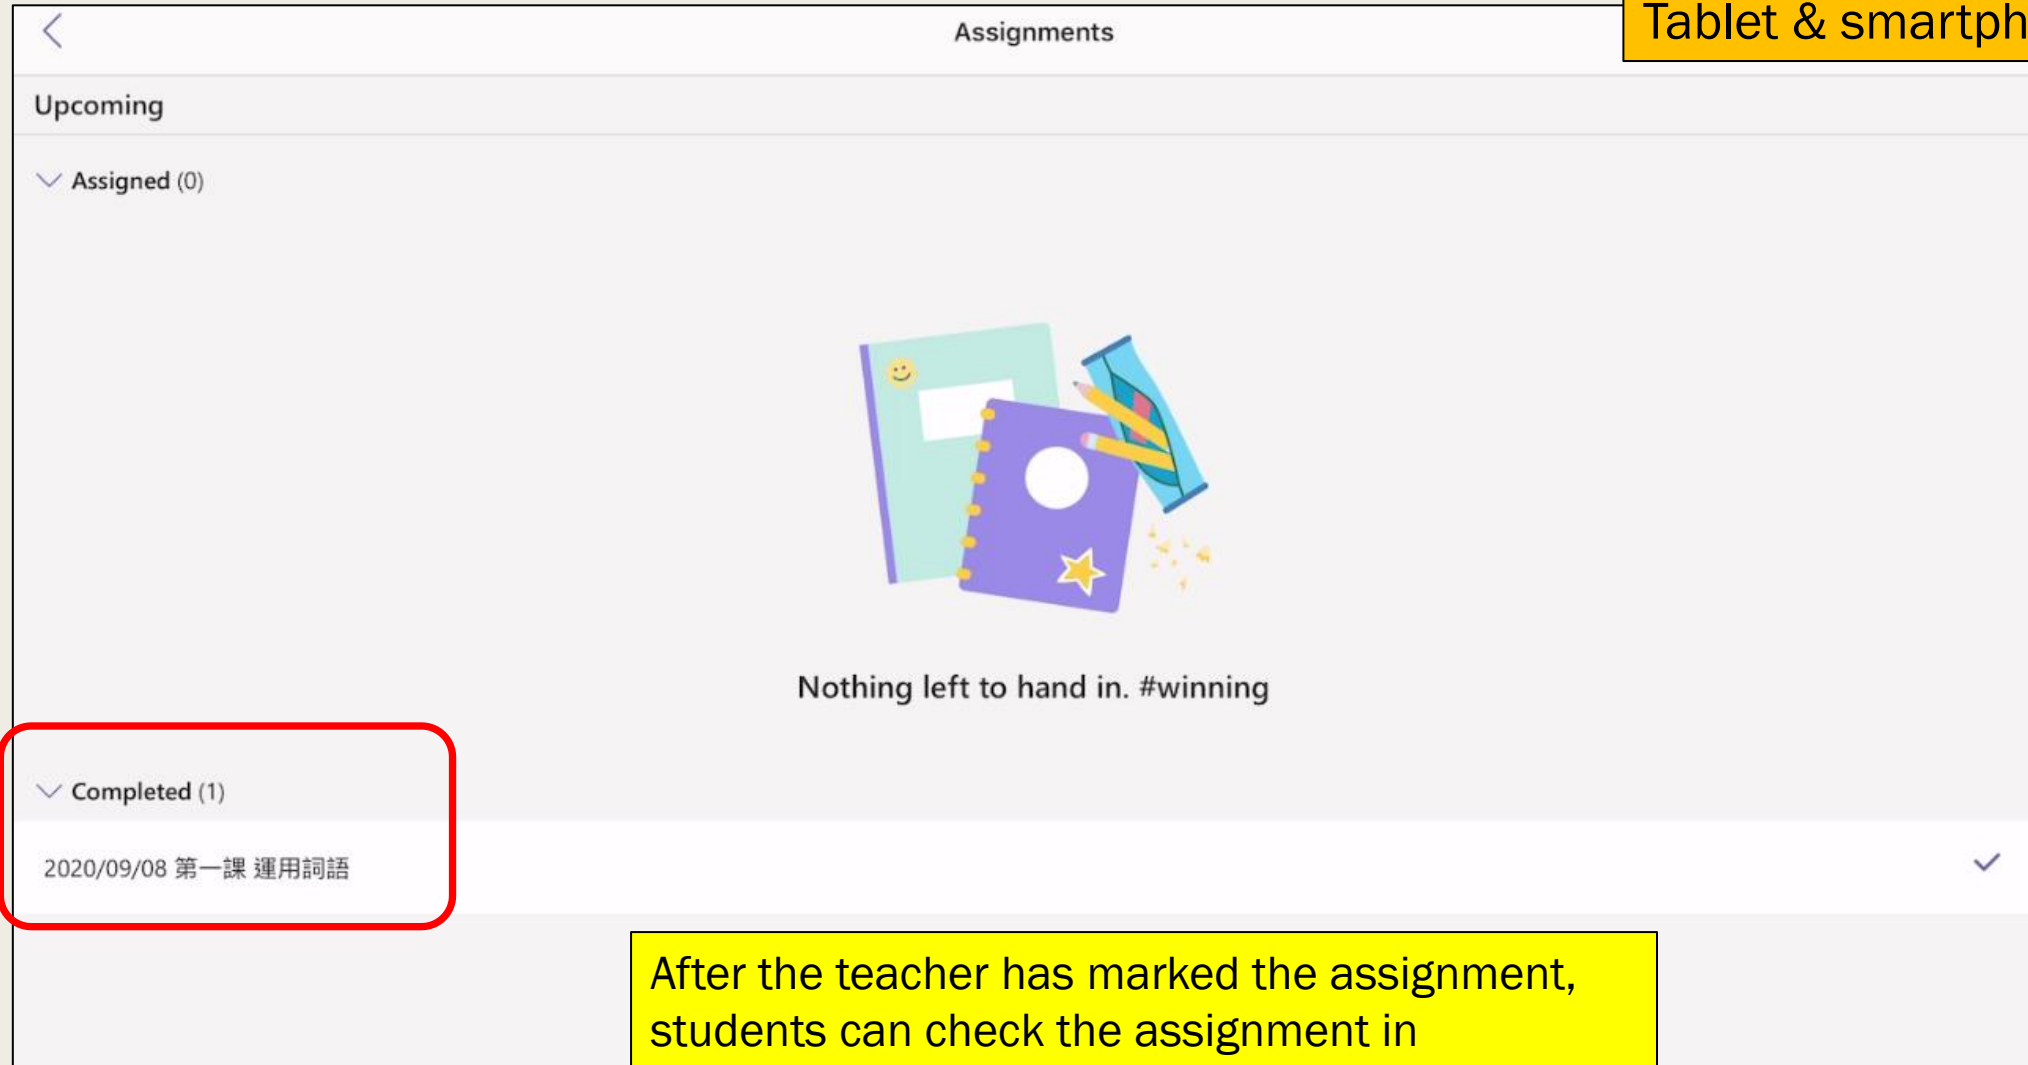 Assignments
Tablet & smartph
Upcoming
Assigned (0)
Nothing left to hand in. #winning
Completed (1)
2020/09/08 第一課 運用詞語
After the teacher has marked the assignment,
students can check the assignment in